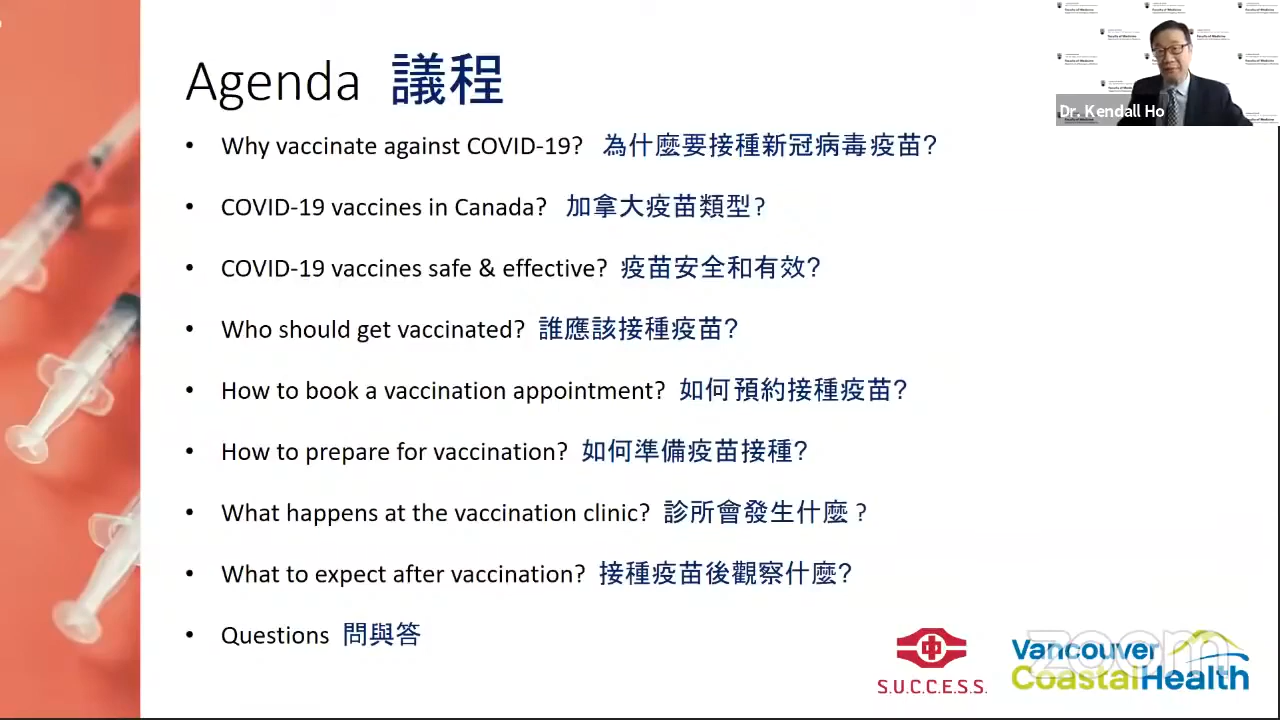 Agenda 議程
• Why vaccinate against COVID-19? 為什麼要接種新冠病毒疫苗?
• COVID-19 vaccines in Canada? 加拿大疫苗類型?
• COVID-19 vaccines safe & effective? 疫苗安全和有效?
• Who should get vaccinated? 誰應該接種疫苗?
• How to book a vaccination appointment? 如何預約接種疫苗?
• How to prepare for vaccination? 如何準備疫苗接種?
• What happens at the vaccination clinic? 診所會發生什麼 ?
• What to expect after vaccination? 接種疫苗後觀察什麼?
• Questions 問與答
Dr. Kendall Ho
Faculty of Medicine
S.U.C.C.E.S.S.
Vancouver
CoastalHealth
zoom